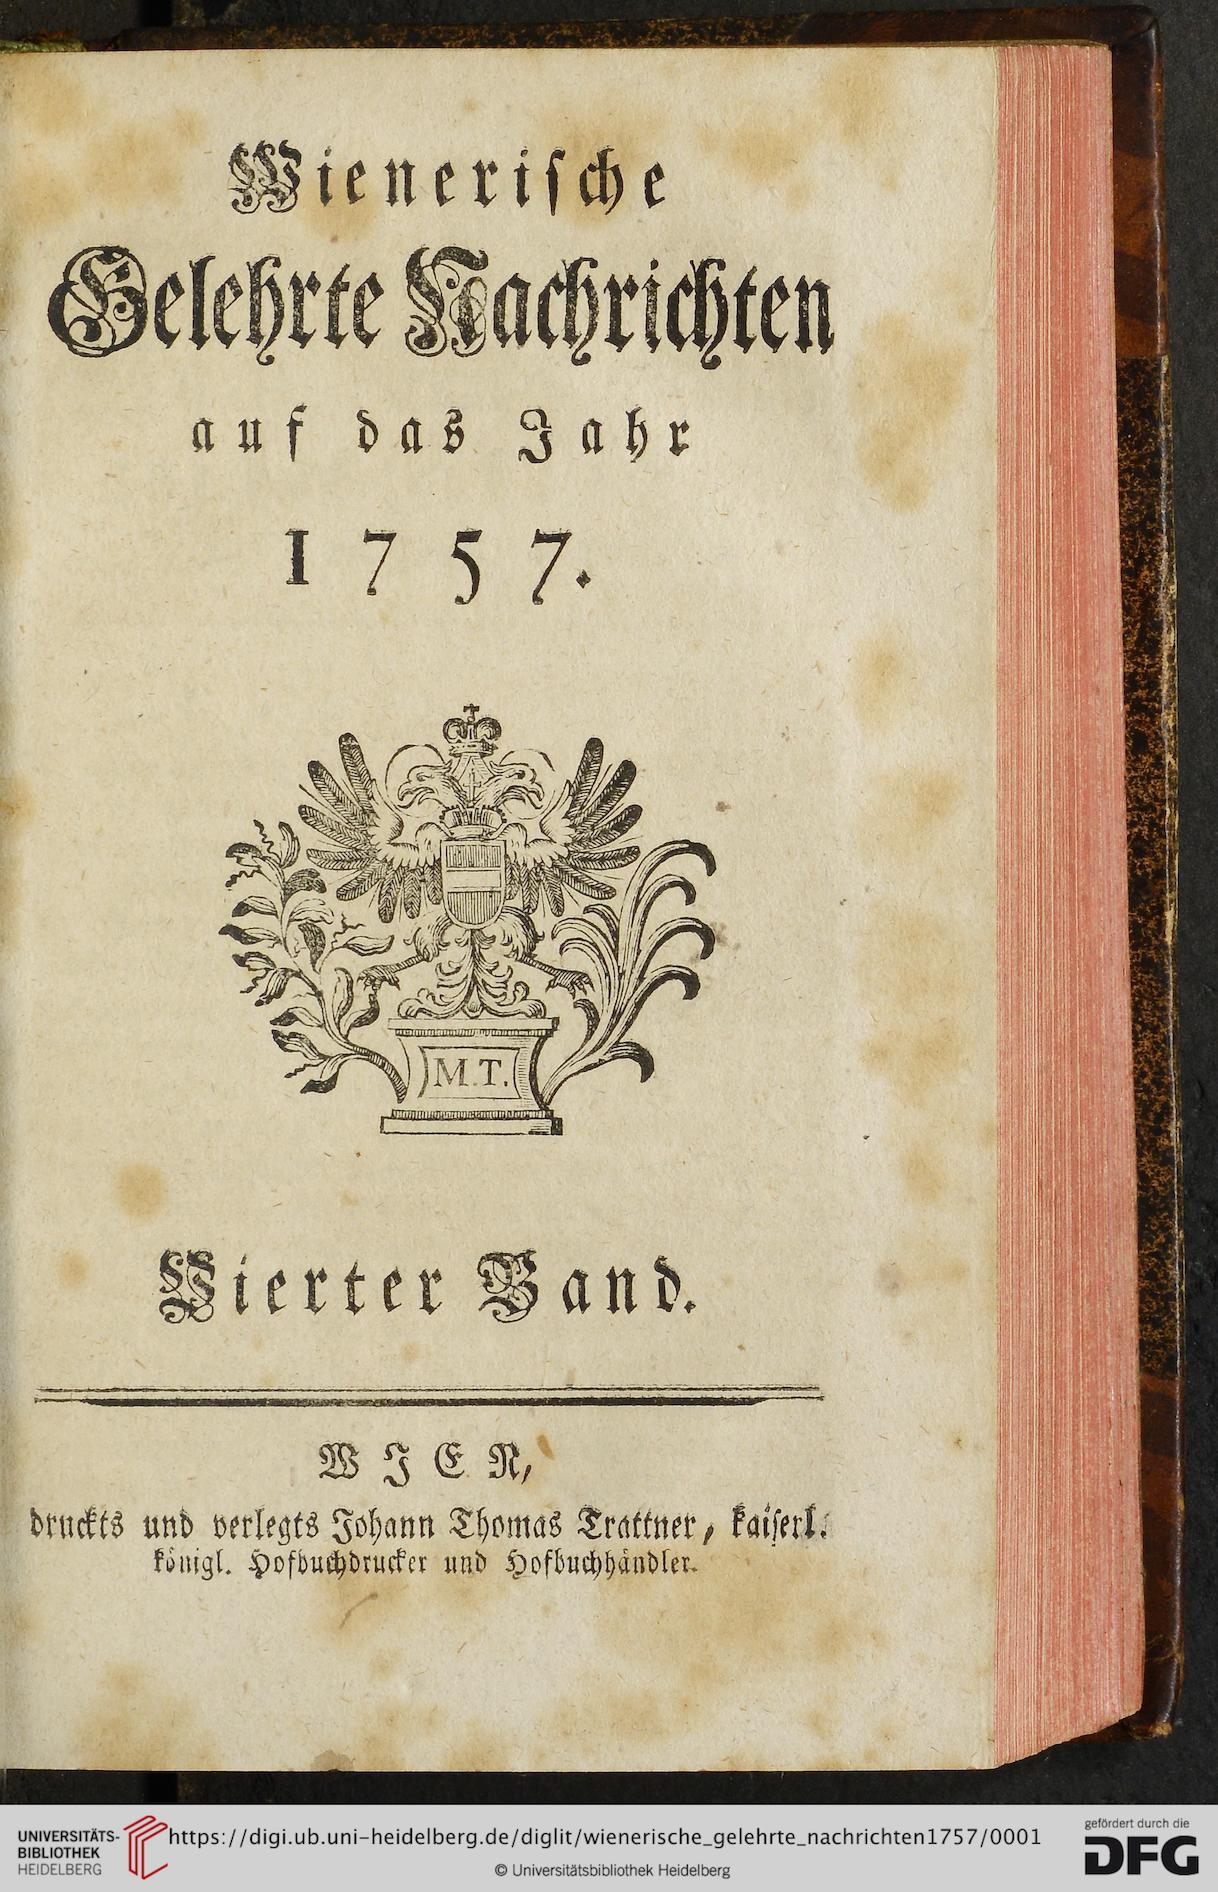 Wieneriſche
Gelehrte Nachrichten
auf das Jahr
1757.
M.T.
Vierter Band.
WJEN,
druckts und verlegts Johann Thomas Trattner, kaiſerl.
königl. Hofbuchdrucker und Hofbuchhändler.
UNIVERSITÄTS-
BIBLIOTHEK
HEIDELBERG
https://digi.ub.uni-heidelberg.de/diglit/wienerische_gelehrte_nachrichten1757/0001
© Universitätsbibliothek Heidelberg
gefördert durch die
DFG